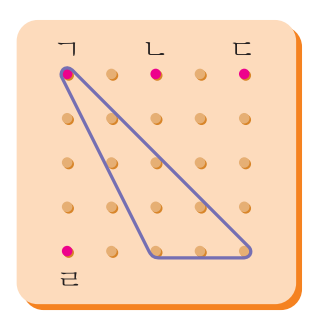 ㄱ ㄴ ㄷ
ㄹ